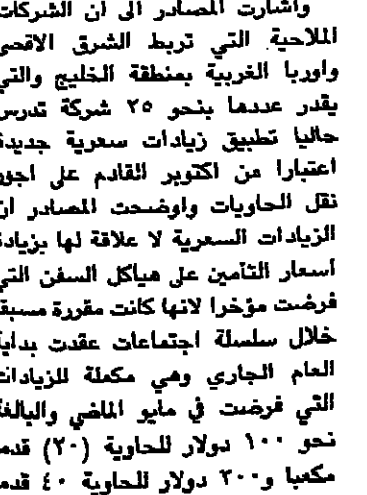 واشارت المصادر الى ان الشركات
الملاحية التي تربط الشرق الاقصى
واوربا الغربية بمنطقة الخليج والتي
يقدر عددها بنحو ٢٥ شركة تدرس
حاليا تطبيق زيادات سعرية جديدة
اعتبارا من اكتوبر القادم على اجور
نقل الحاويات واوضحت المصادر ان
الزيادات السعرية لا علاقة لها بزيادة
اسعار التأمين على هياكل السفن التي
فرضت مؤخرا لانها كانت مقررة مسبقا
خلال سلسلة اجتماعات عقدت بداية
العام الجاري وهي مكملة للزيادات
التي فرضت في مايو الماضي والبالغة
نحو ١٠٠ دولار للحاوية (٢٠) قدما
مكعبا و٢٠٠ دولار للحاوية ٤٠ قدما